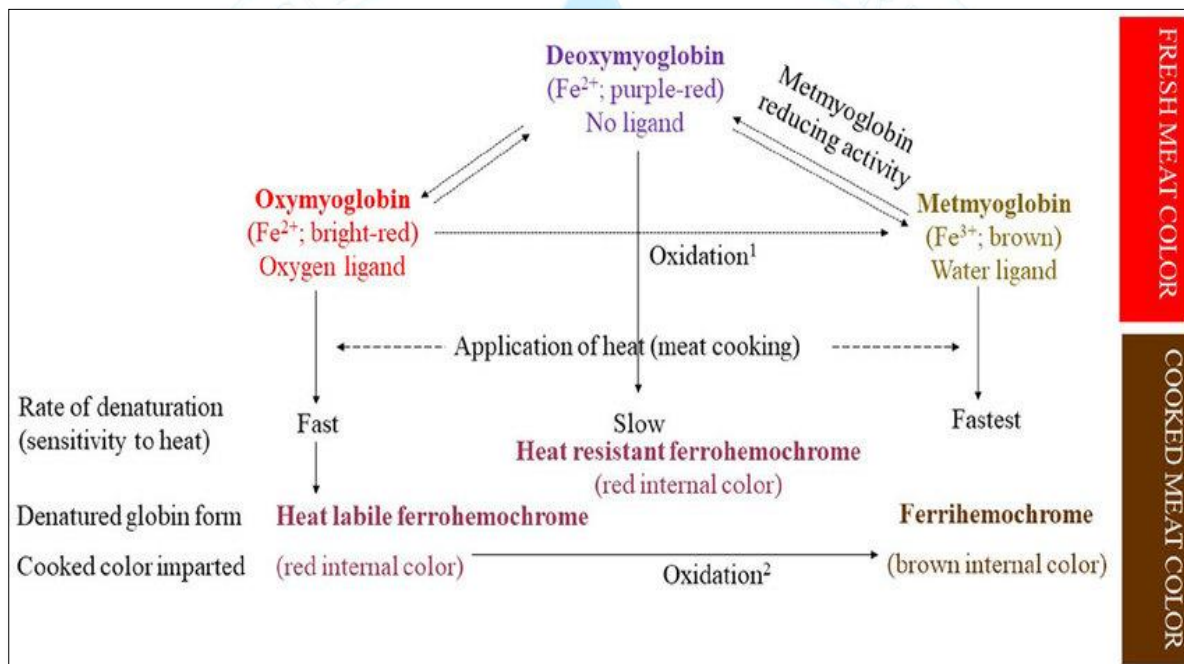 Deoxymyoglobin
(Fe²⁺; purple-red)
No ligand
Metmyoglobin
reducing activity
Oxymyoglobin
(Fe²⁺; bright-red)
Oxygen ligand
Metmyoglobin
(Fe³⁺; brown)
Water ligand
Oxidation¹
Application of heat (meat cooking)
FRESH MEAT COLOR
Rate of denaturation
(sensitivity to heat)
Fast
Slow
Fastest
Heat resistant ferrohemochrome
(red internal color)
Denatured globin form
Heat labile ferrohemochrome
Ferrihemochrome
Cooked color imparted
(red internal color)
Oxidation²
(brown internal color)
COOKED MEAT COLOR